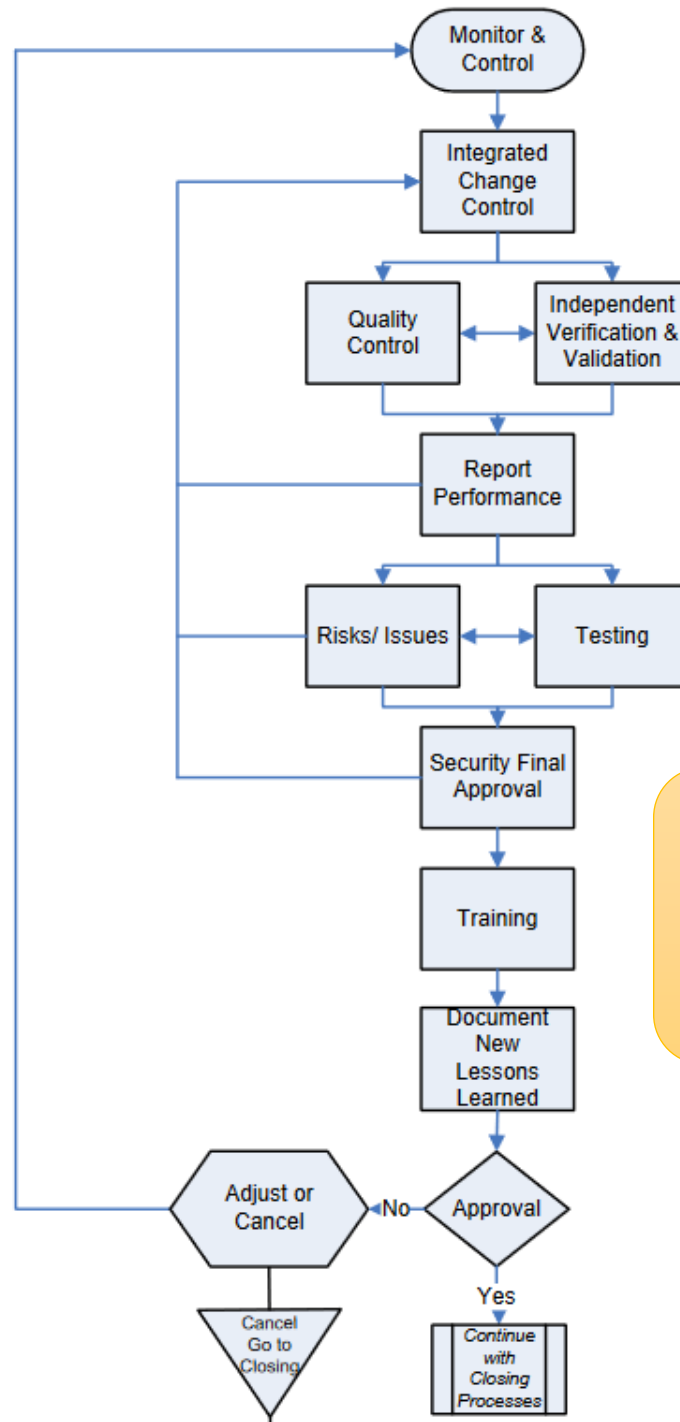 Monitor &
Control
Integrated
Change
Control
Quality
Control
Independent
Verification &
Validation
Report
Performance
Risks/ Issues
Testing
Security Final
Approval
Training
Document
New
Lessons
Learned
Adjust or
Cancel
No
Approval
Yes
Cancel
Go to
Closing
Continue
with
Closing
Processes